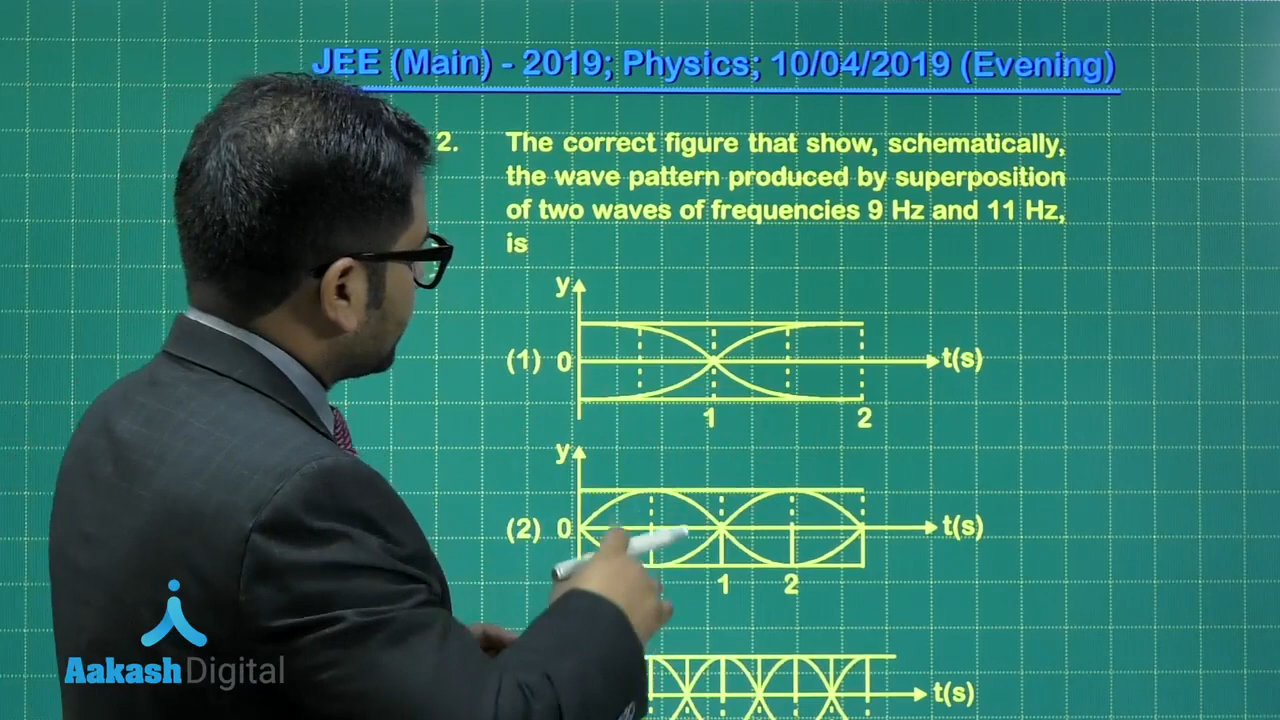 JEE (Main) - 2019; Physics; 10/04/2019 (Evening)
2. The correct figure that show, schematically,
the wave pattern produced by superposition
of two waves of frequencies 9 Hz and 11 Hz,
is
y
(1) 0 t(s)
1 2
y
(2) 0 t(s)
1 2
t(s)
Aakash Digital